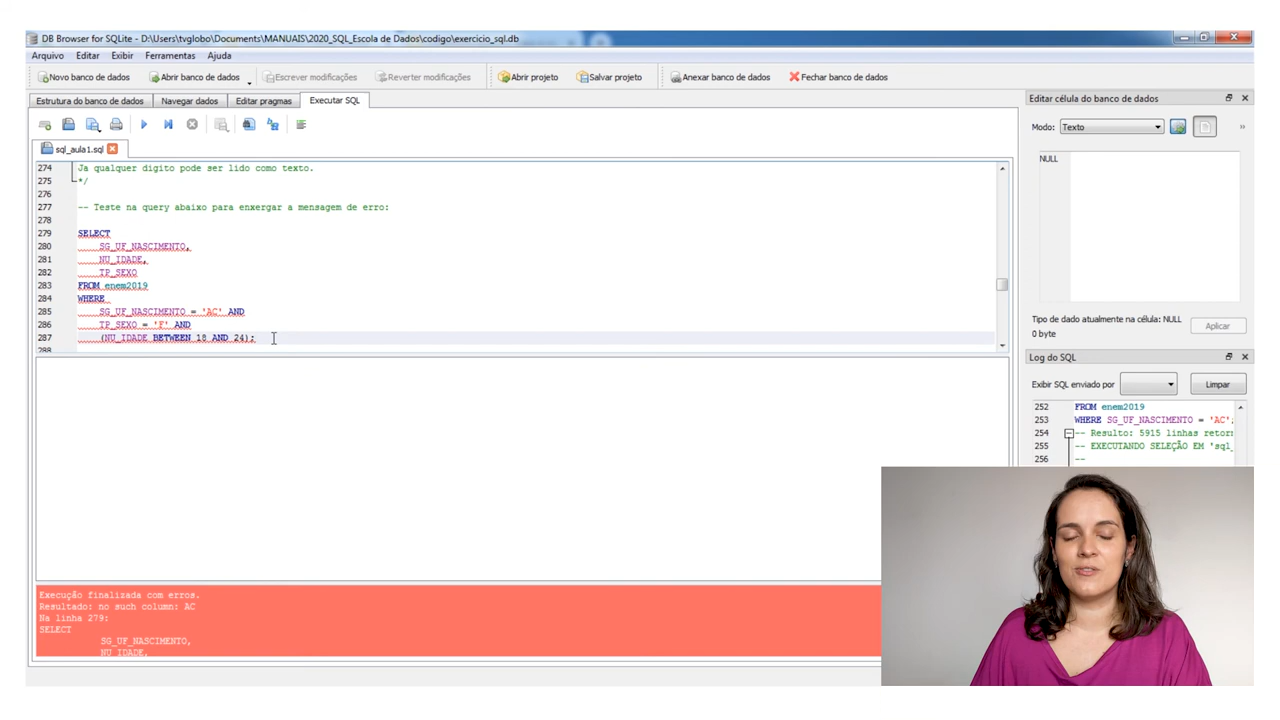 DB Browser for SQLite - D:\Users\tvglobo\Documents\MANUAIS\2020_SQL_Escola de Dados\codigo\exercicio_sql.db
Arquivo Editar Exibir Ferramentas Ajuda
Novo banco de dados Abrir banco de dados Escrever modificações Reverter modificações Abrir projeto Salvar projeto Anexar banco de dados Fechar banco de dados
Estrutura do banco de dados Navegar dados Editar pragmas Executar SQL
sql_aula1.sql
274 Ja qualquer digito pode ser lido como texto.
275 */
276
277 -- Teste na query abaixo para enxergar a mensagem de erro:
278
279 SELECT
280 SG_UF_NASCIMENTO,
281 NU_IDADE,
282 TP_SEXO
283 FROM enem2019
284 WHERE
285 SG_UF_NASCIMENTO = 'AC' AND
286 TP_SEXO = 'F' AND
287 (NU_IDADE BETWEEN 18 AND 24);
288
Execução finalizada com erros.
Resultado: no such column: AC
Na linha 279:
SELECT
SG_UF_NASCIMENTO,
NU_IDADE,
Editar célula do banco de dados
Modo: Texto
NULL
Tipo de dado atualmente na célula: NULL
0 byte
Aplicar
Log do SQL
Exibir SQL enviado por Limpar
252 FROM enem2019
253 WHERE SG_UF_NASCIMENTO = 'AC';
254 -- Resulto: 5915 linhas retor
255 -- EXECUTANDO SELEÇÃO EM 'sql_
256 --